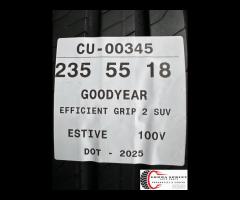 CU-00345
235 55 18
GOODYEAR
EFFICIENT GRIP 2 SUV
ESTIVE 100V
DOT - 2025